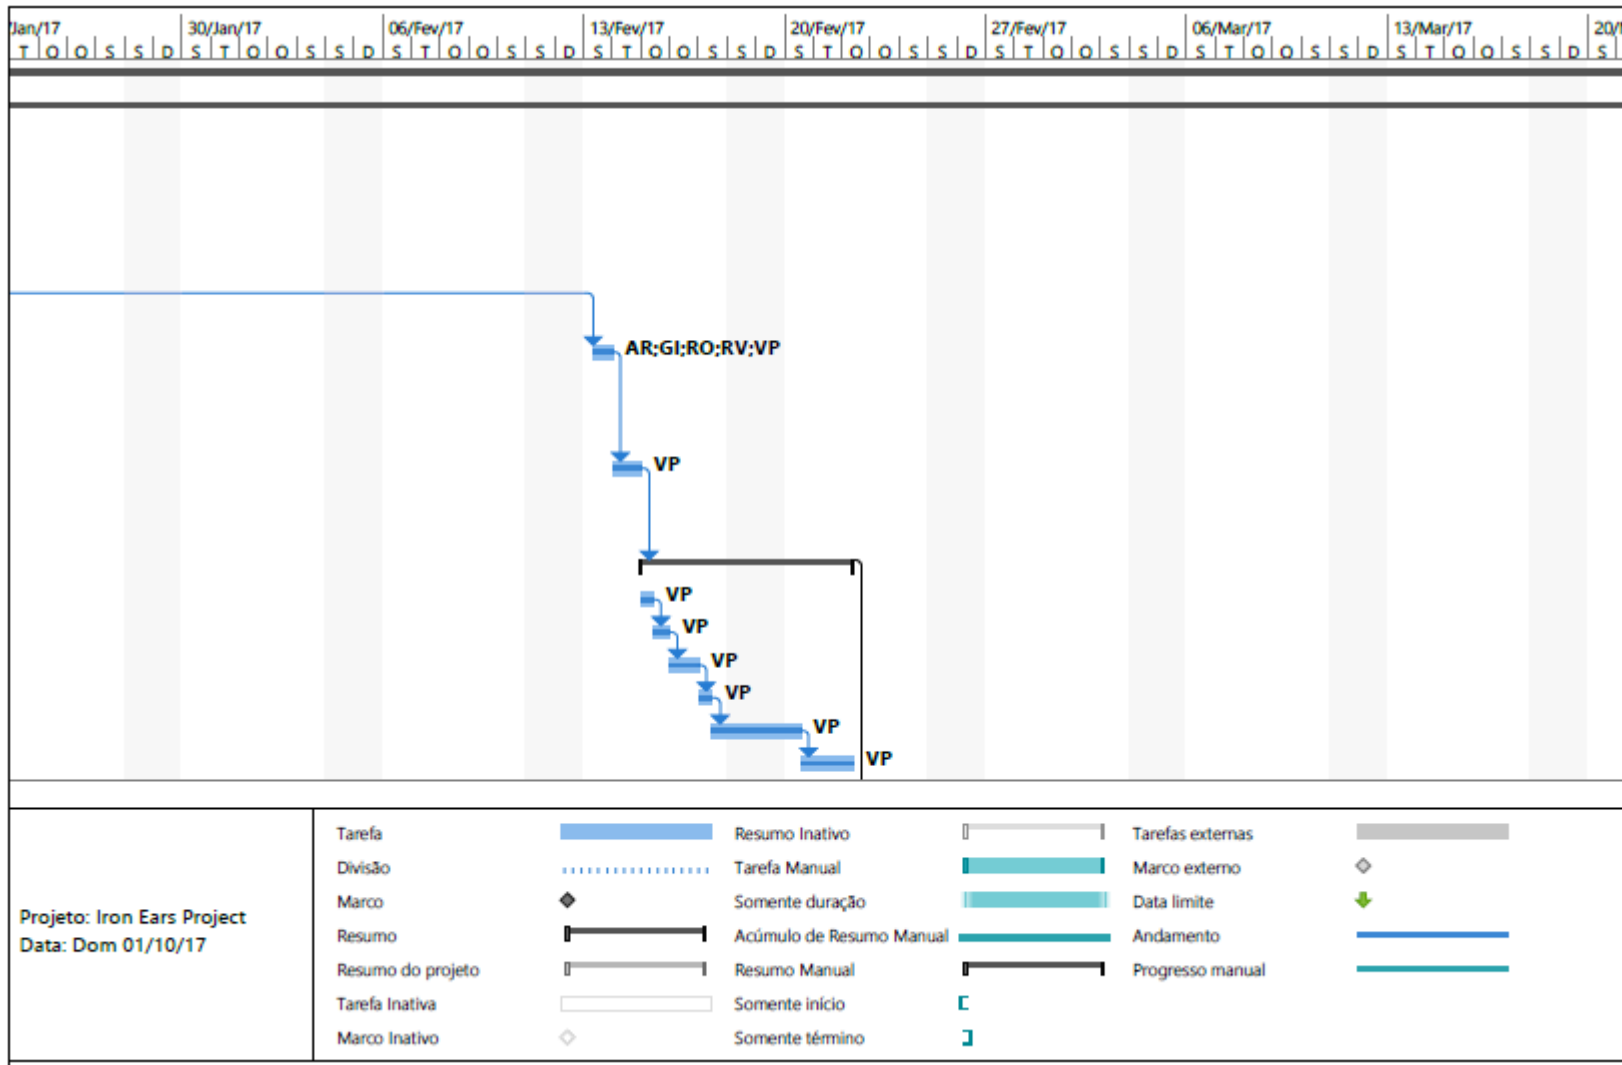 /Jan/17 30/Jan/17 06/Fev/17 13/Fev/17 20/Fev/17 27/Fev/17 06/Mar/17 13/Mar/17 20/
T Q Q S S D S T Q Q S S D S T Q Q S S D S T Q Q S S D S T Q Q S S D S T Q Q S S D S T Q Q S S D S T Q Q S S D S
AR;GI;RO;RV;VP
VP
VP
VP
VP
VP
VP
VP
Projeto: Iron Ears Project
Data: Dom 01/10/17
Tarefa
Divisão
Marco
Resumo
Resumo do projeto
Tarefa Inativa
Marco Inativo
Resumo Inativo
Tarefa Manual
Somente duração
Acúmulo de Resumo Manual
Resumo Manual
Somente início
Somente término
Tarefas externas
Marco externo
Data limite
Andamento
Progresso manual